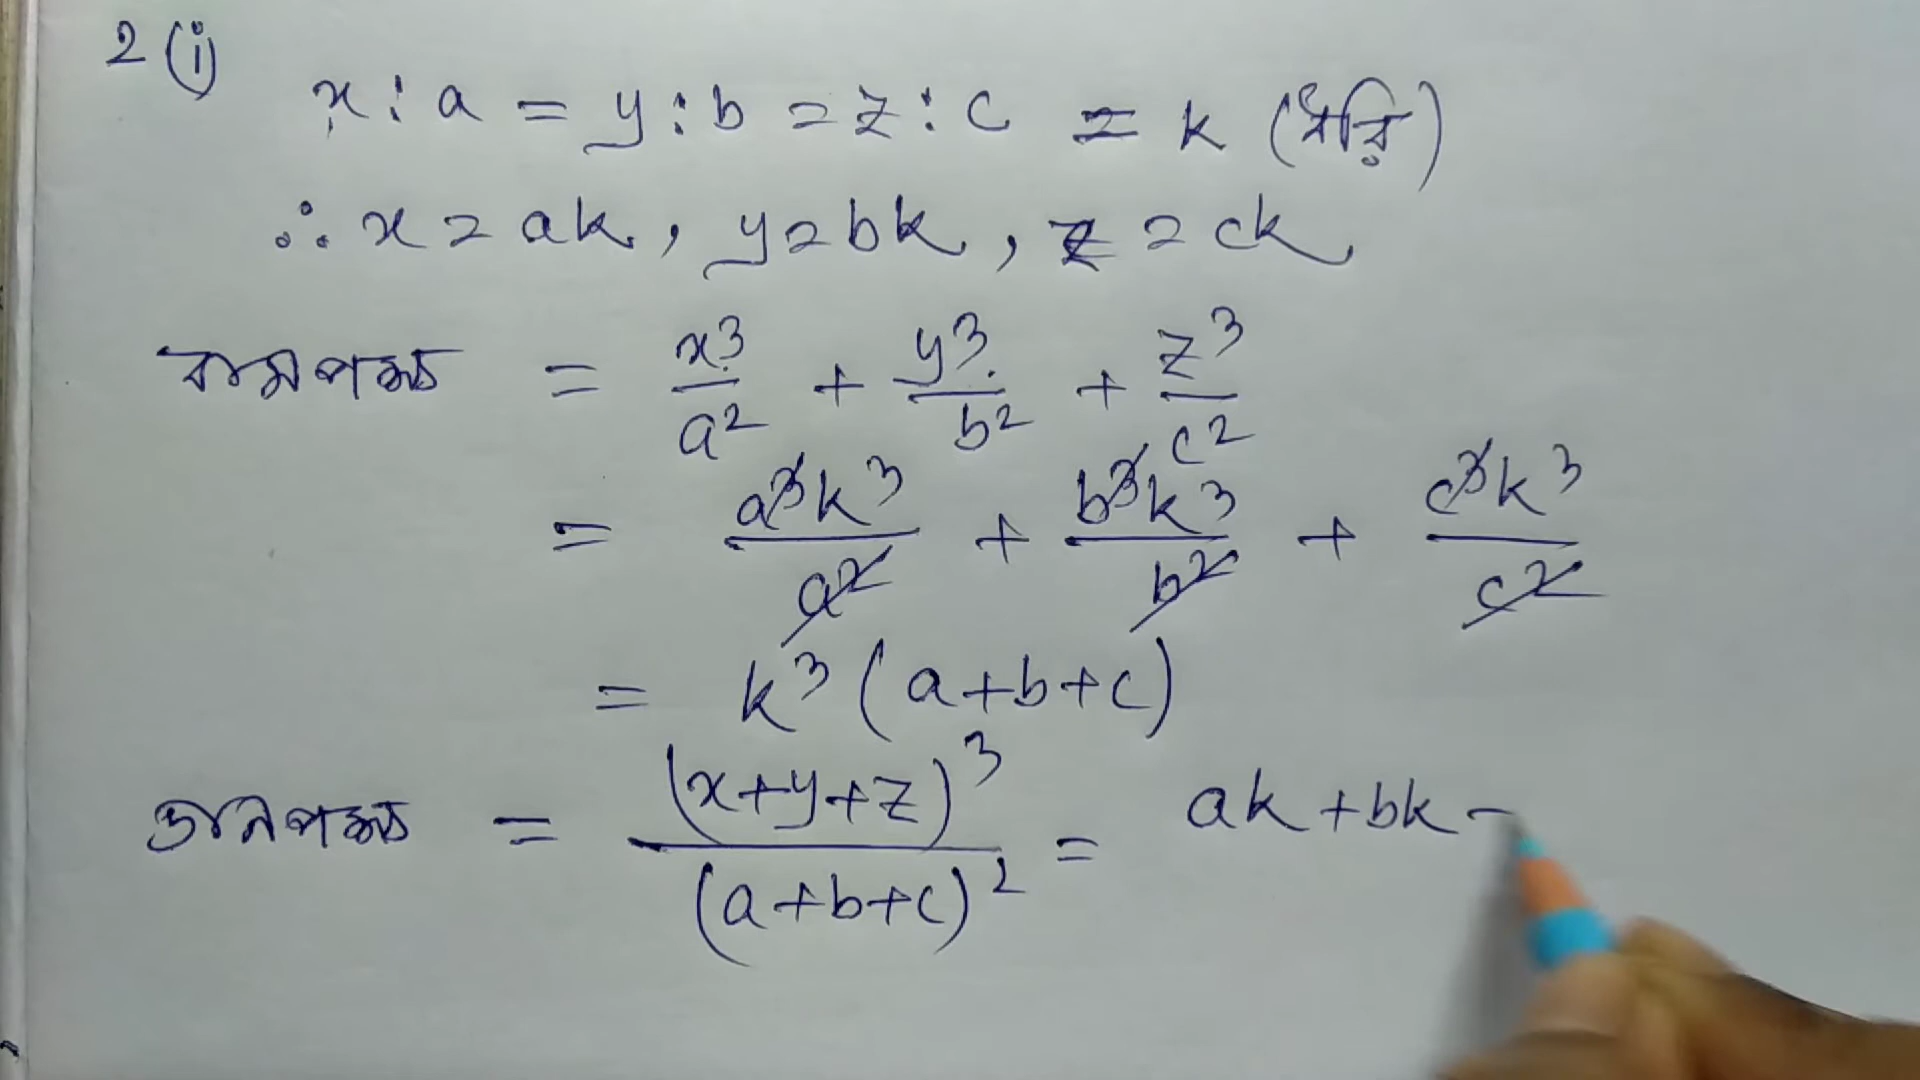 2 (i)
x : a = y : b = z : c = k (ধরি)
∴ x = ak, y = bk, z = ck
বামপক্ষ = x³/a² + y³/b² + z³/c²
= a³k³/a² + b³k³/b² + c³k³/c²
= k³ (a+b+c)
ডানপক্ষ = (x+y+z)³/(a+b+c)² = ak + bk -